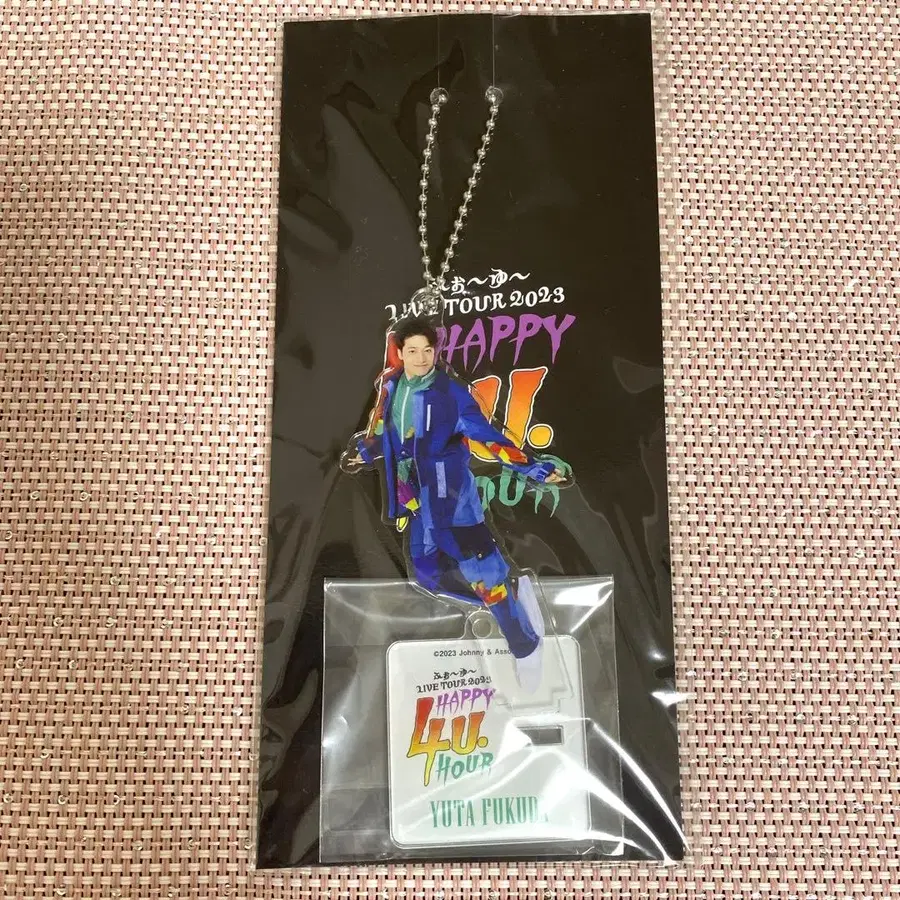 ふぉ〜ゆ〜
LIVE TOUR 2023
HAPPY
U.
HOUR
©2023 Johnny & Asso
ふぉ〜ゆ〜
LIVE TOUR 2023
HAPPY
4U.
HOUR
YUTA FUKUDA